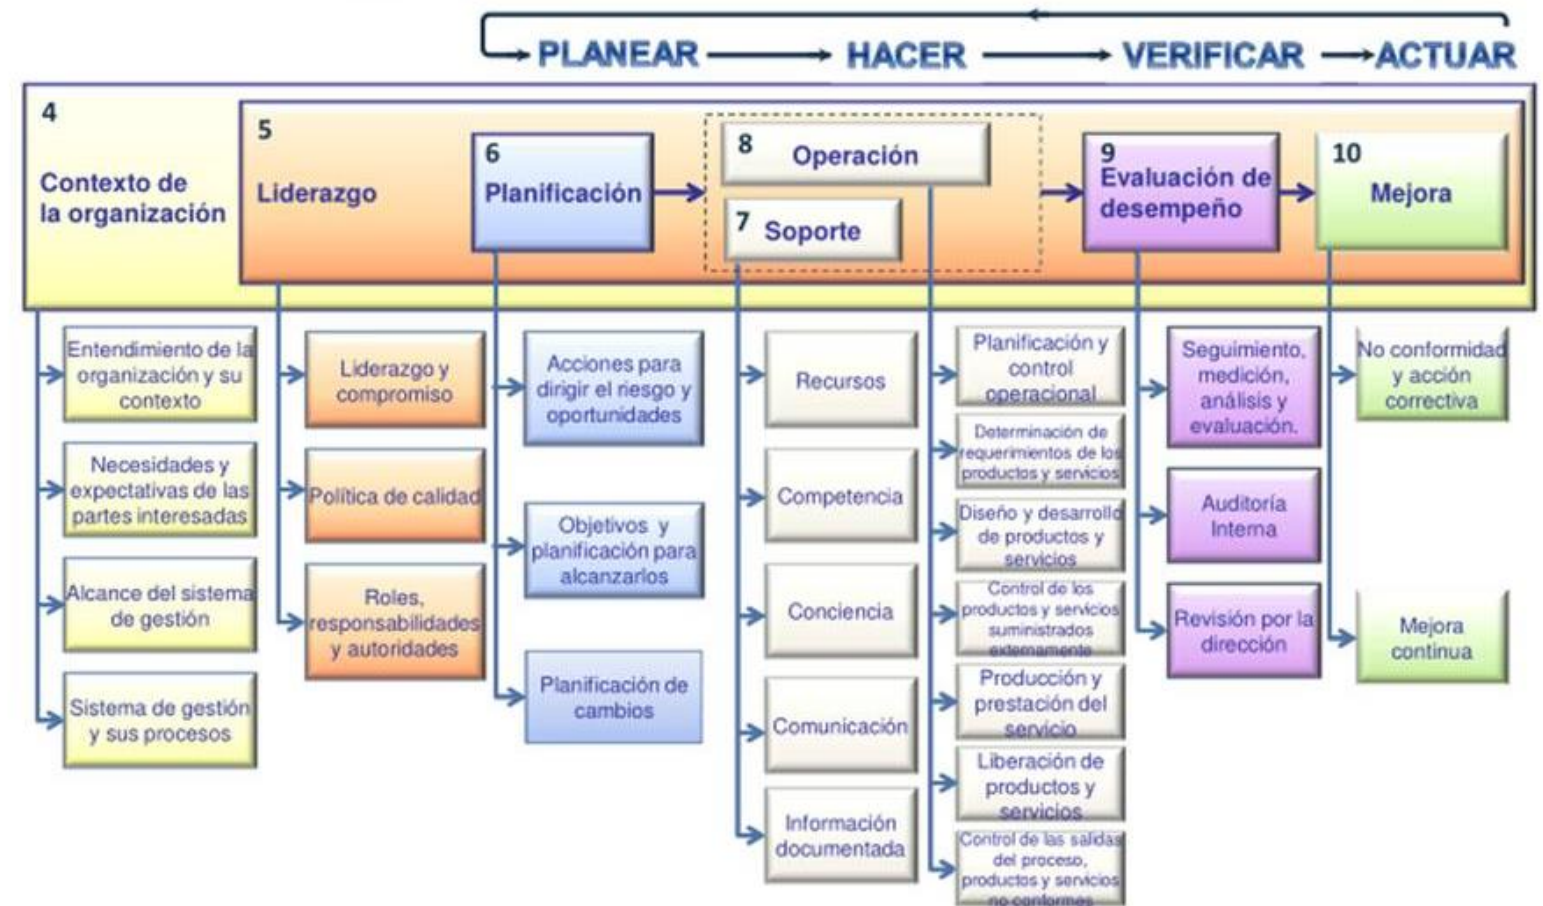 PLANEAR
HACER
VERIFICAR
ACTUAR
4
Contexto de
la organización
5
Liderazgo
6
Planificación
8
Operación
7
Soporte
9
Evaluación de
desempeño
10
Mejora
Entendimiento de la
organización y su
contexto
Necesidades y
expectativas de las
partes interesadas
Alcance del sistema
de gestión
Sistema de gestión
y sus procesos
Liderazgo y
compromiso
Política de calidad
Roles,
responsabilidades
y autoridades
Acciones para
dirigir el riesgo y
oportunidades
Objetivos y
planificación para
alcanzarlos
Planificación de
cambios
Recursos
Competencia
Conciencia
Comunicación
Información
documentada
Planificación y
control
operacional
Determinación de
requerimientos de los
productos y servicios
Diseño y desarrollo
de productos y
servicios
Control de los
productos y servicios
suministrados
externamente
Producción y
prestación del
servicio
Liberación de
productos y
servicios
Control de las salidas
del proceso,
productos y servicios
no conformes
Seguimiento,
medición,
análisis y
evaluación.
Auditoría
Interna
Revisión por la
dirección
No conformidad
y acción
correctiva
Mejora
continua